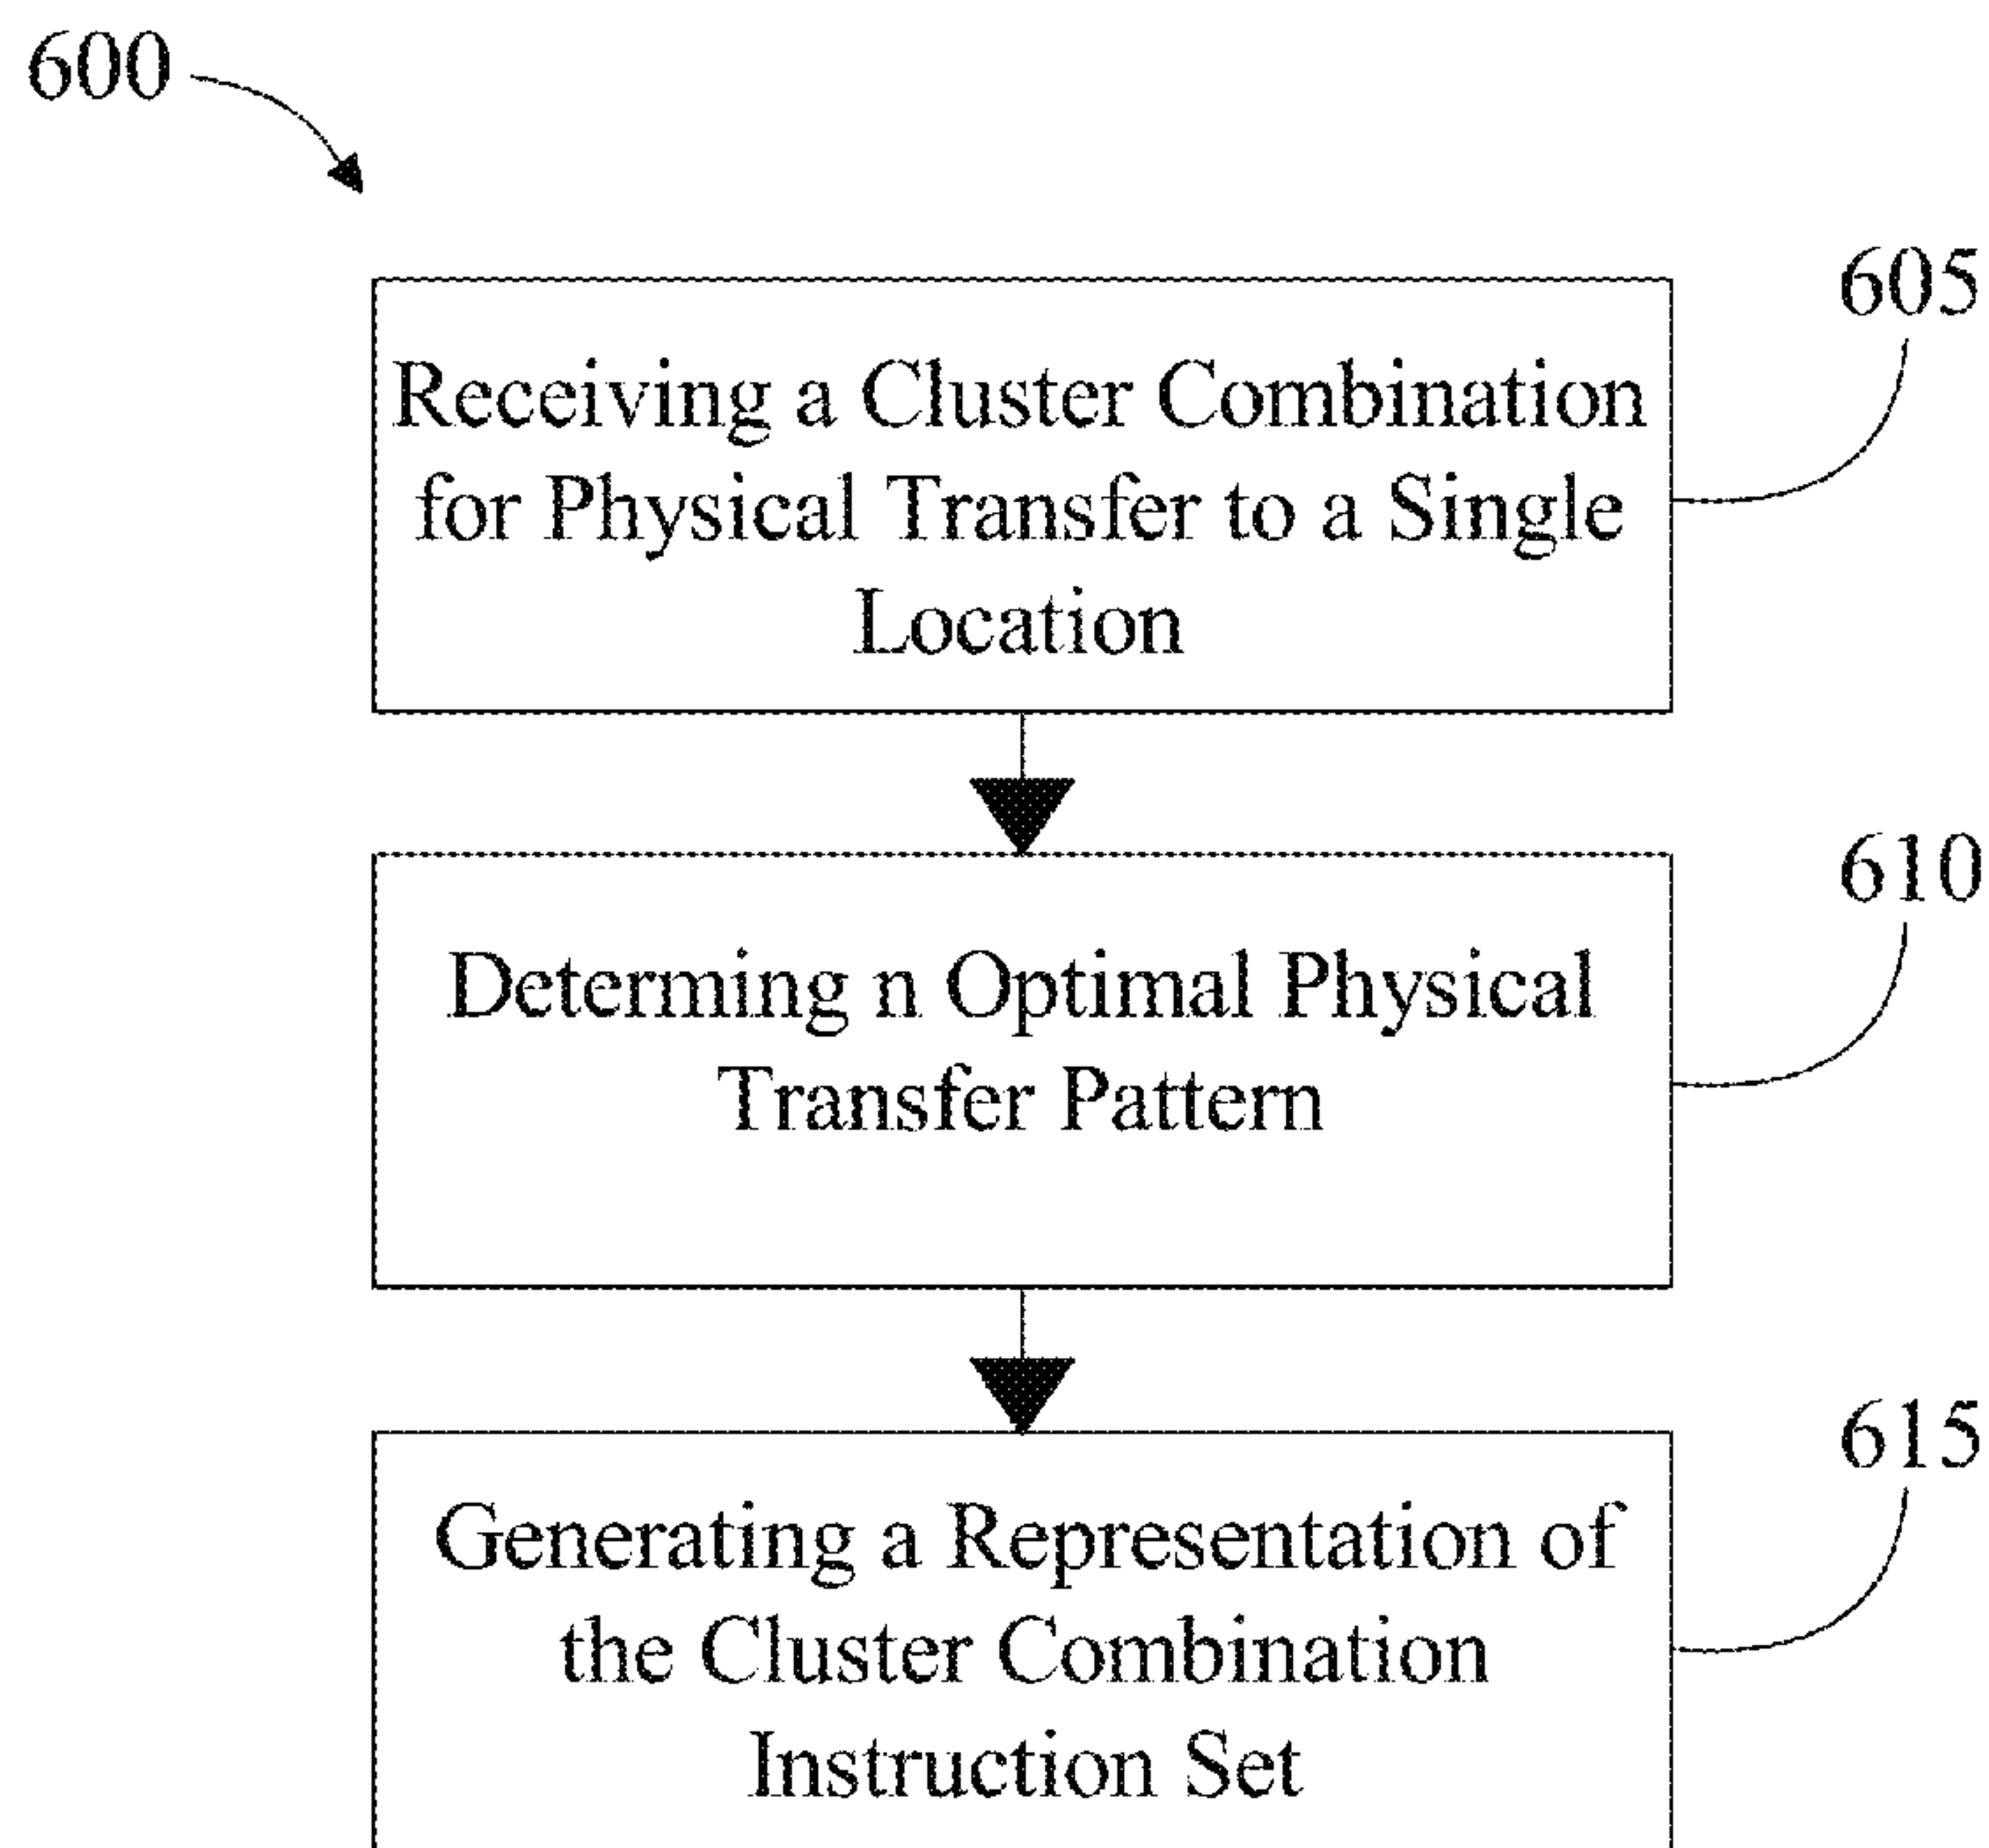 600
605
Receiving a Cluster Combination
for Physical Transfer to a Single
Location
610
Determing n Optimal Physical
Transfer Pattern
615
Generating a Representation of
the Cluster Combination
Instruction Set